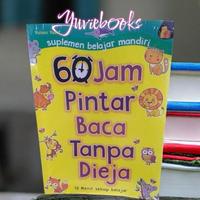 Yuriebooks
suplemen belajar mandiri
60 Jam
Pintar
Baca
Tanpa
Dieja